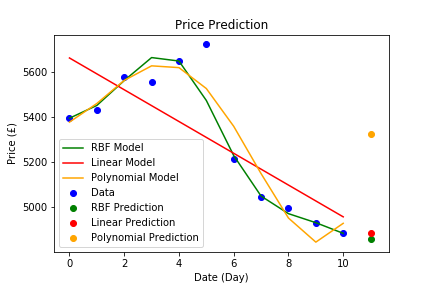 Price Prediction
Price (£)
5600
5400
5200
5000
RBF Model
Linear Model
Polynomial Model
Data
RBF Prediction
Linear Prediction
Polynomial Prediction
0 2 4 6 8 10
Date (Day)